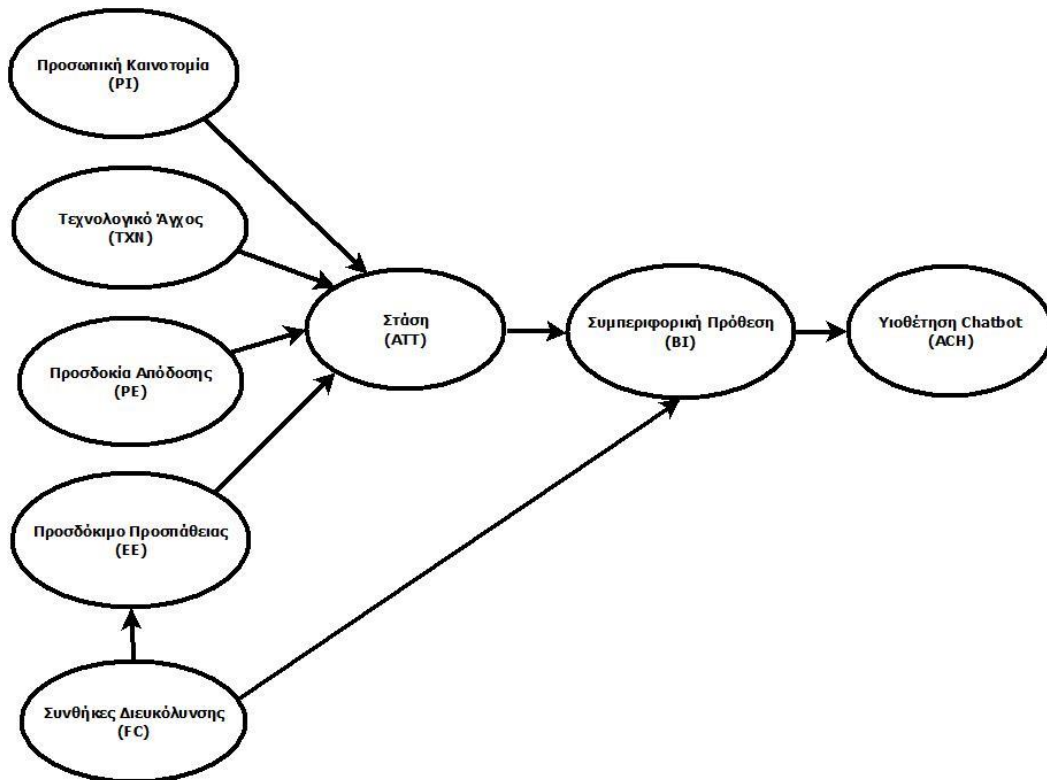 Προσωπική Καινοτομία
(PI)
Τεχνολογικό Άγχος
(TXN)
Προσδοκία Απόδοσης
(PE)
Προσδόκιμο Προσπάθειας
(EE)
Συνθήκες Διευκόλυνσης
(FC)
Στάση
(ATT)
Συμπεριφορική Πρόθεση
(BI)
Υιοθέτηση Chatbot
(ACH)